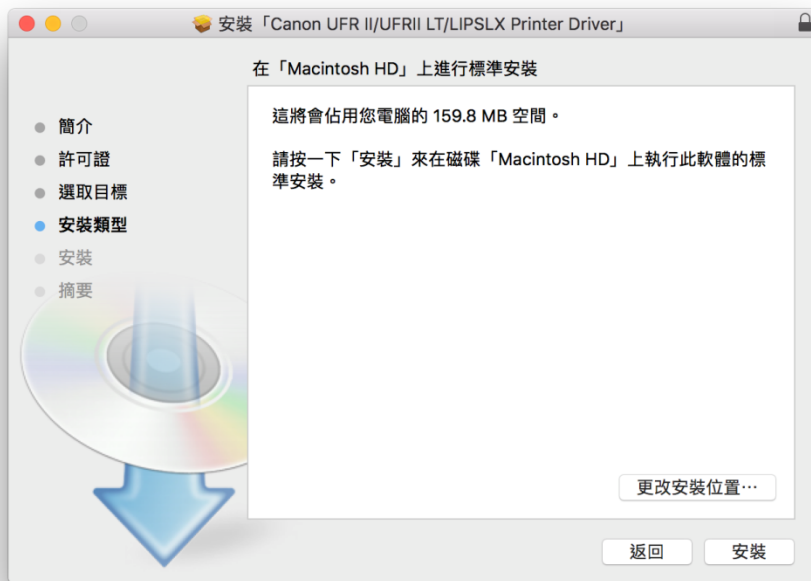 安裝「Canon UFR II/UFRII LT/LIPSLX Printer Driver」
在「Macintosh HD」上進行標準安裝
簡介
許可證
選取目標
安裝類型
安裝
摘要
這將會佔用您電腦的 159.8 MB 空間。
請按一下「安裝」來在磁碟「Macintosh HD」上執行此軟體的標
準安裝。
更改安裝位置⋯
返回
安裝